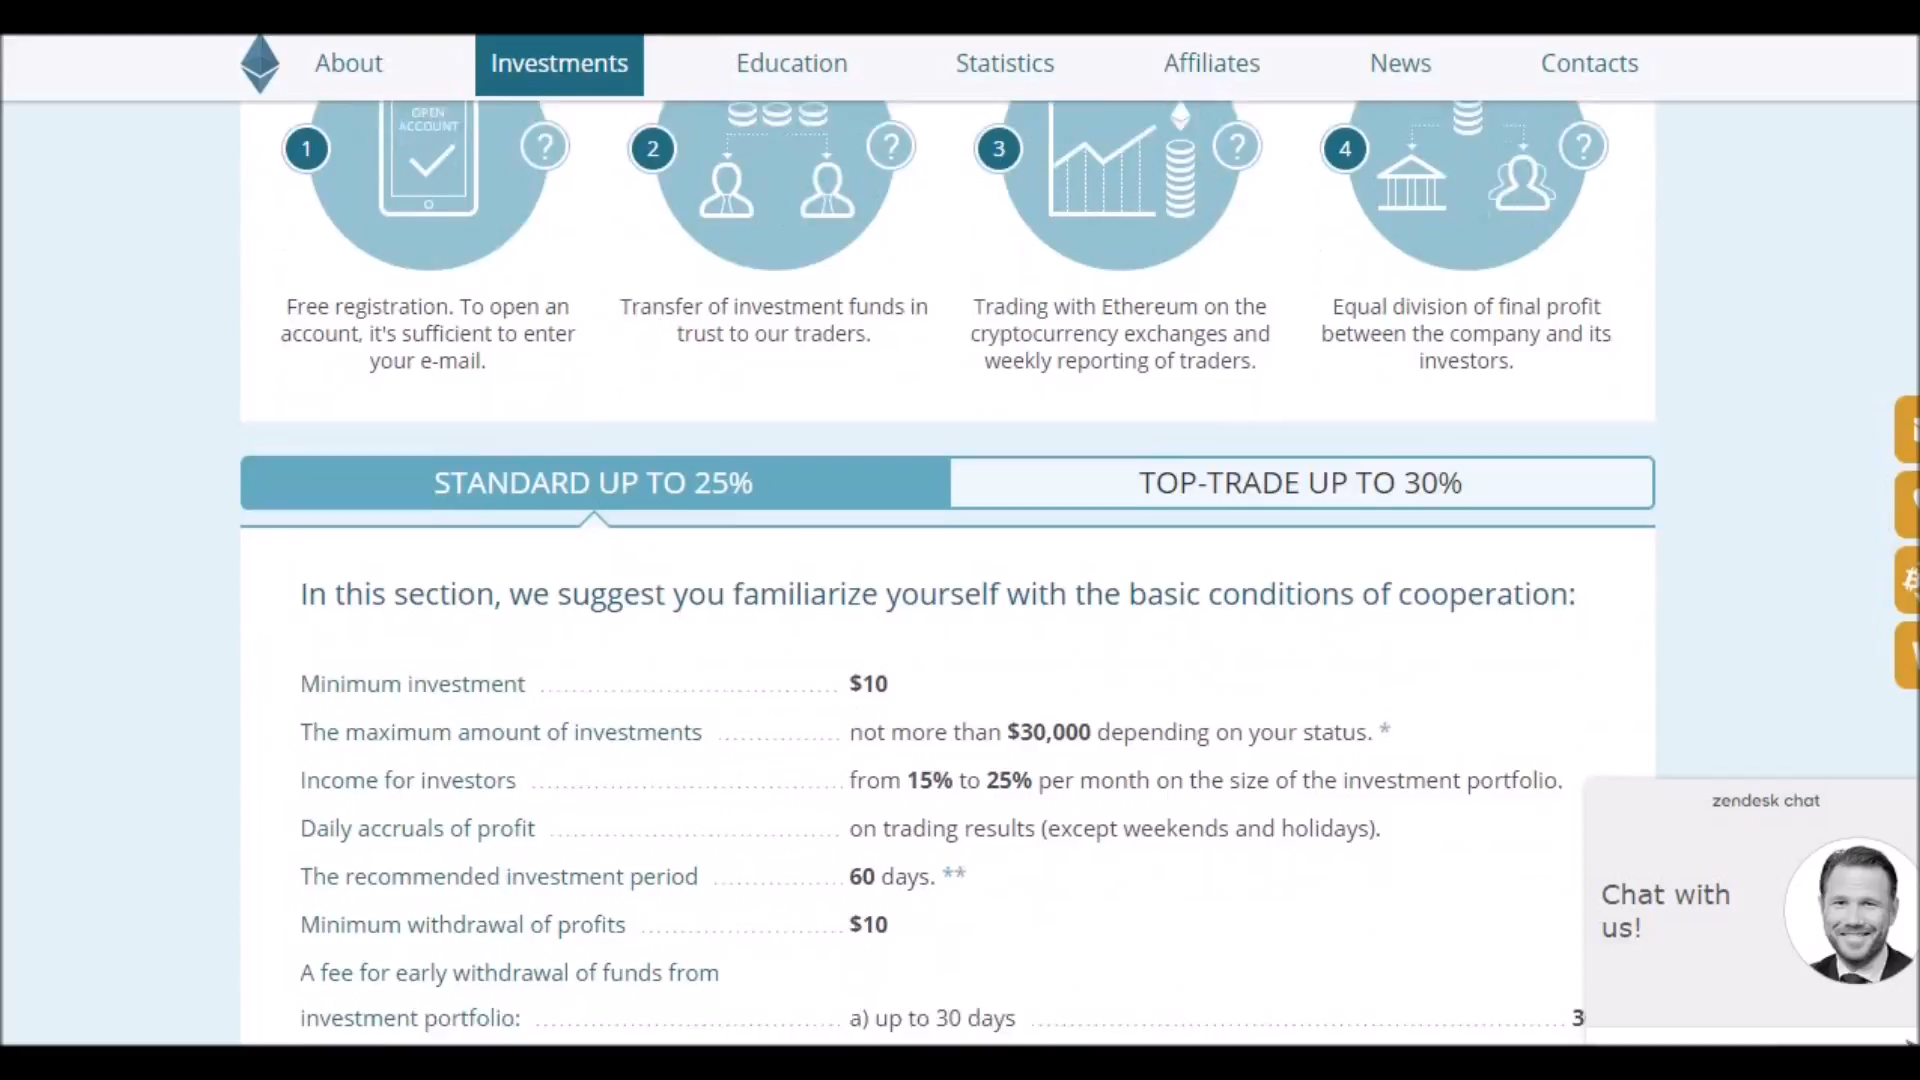 About Investments Education Statistics Affiliates News Contacts
OPEN
ACCOUNT
1 ? 2 ? 3 ? 4 ?
Free registration. To open an
account, it's sufficient to enter
your e-mail.
Transfer of investment funds in
trust to our traders.
Trading with Ethereum on the
cryptocurrency exchanges and
weekly reporting of traders.
Equal division of final profit
between the company and its
investors.
STANDARD UP TO 25% TOP-TRADE UP TO 30%
In this section, we suggest you familiarize yourself with the basic conditions of cooperation:
Minimum investment $10
The maximum amount of investments not more than $30,000 depending on your status. *
Income for investors from 15% to 25% per month on the size of the investment portfolio.
Daily accruals of profit on trading results (except weekends and holidays).
The recommended investment period 60 days. **
Minimum withdrawal of profits $10
A fee for early withdrawal of funds from
investment portfolio: a) up to 30 days
zendesk chat
Chat with
us!